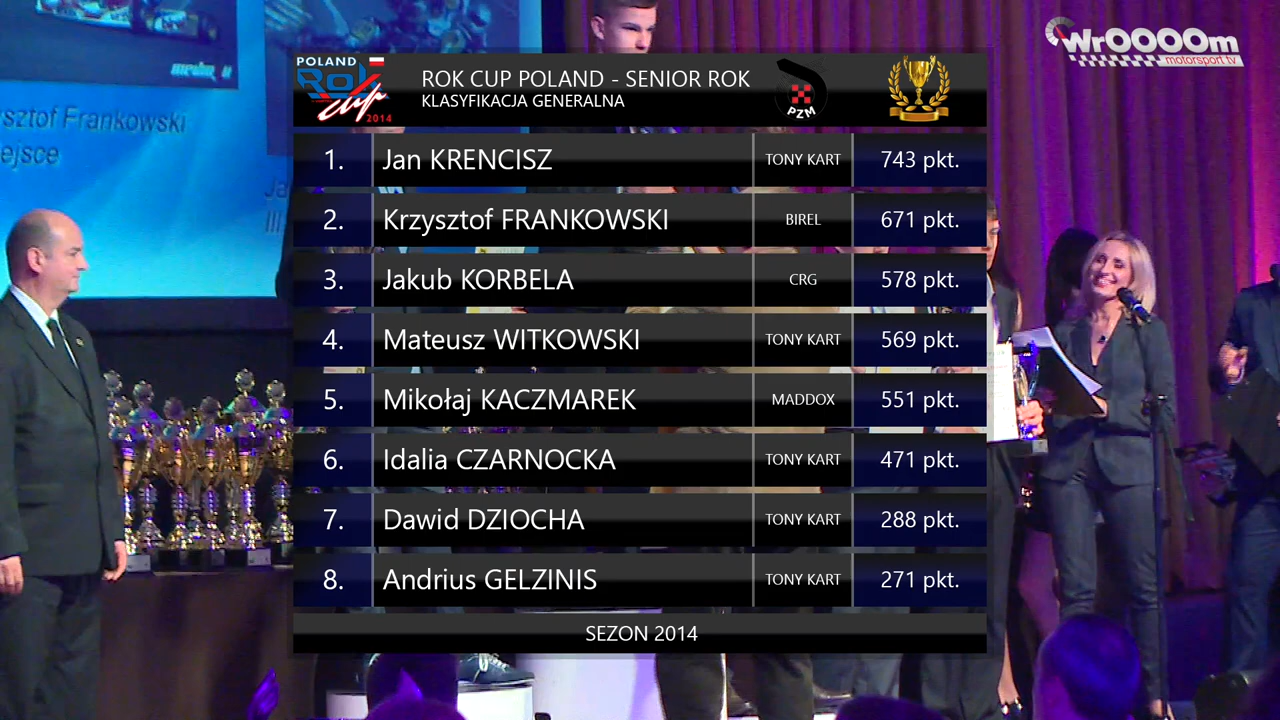 WrOOOOm
motorsport tv
POLAND
ROK
cup
2014
ROK CUP POLAND - SENIOR ROK
KLASYFIKACJA GENERALNA
PZM
sztof Frankowski
ejsce
1. Jan KRENCISZ TONY KART 743 pkt.
2. Krzysztof FRANKOWSKI BIREL 671 pkt.
3. Jakub KORBELA CRG 578 pkt.
4. Mateusz WITKOWSKI TONY KART 569 pkt.
5. Mikołaj KACZMAREK MADDOX 551 pkt.
6. Idalia CZARNOCKA TONY KART 471 pkt.
7. Dawid DZIOCHA TONY KART 288 pkt.
8. Andrius GELZINIS TONY KART 271 pkt.
SEZON 2014